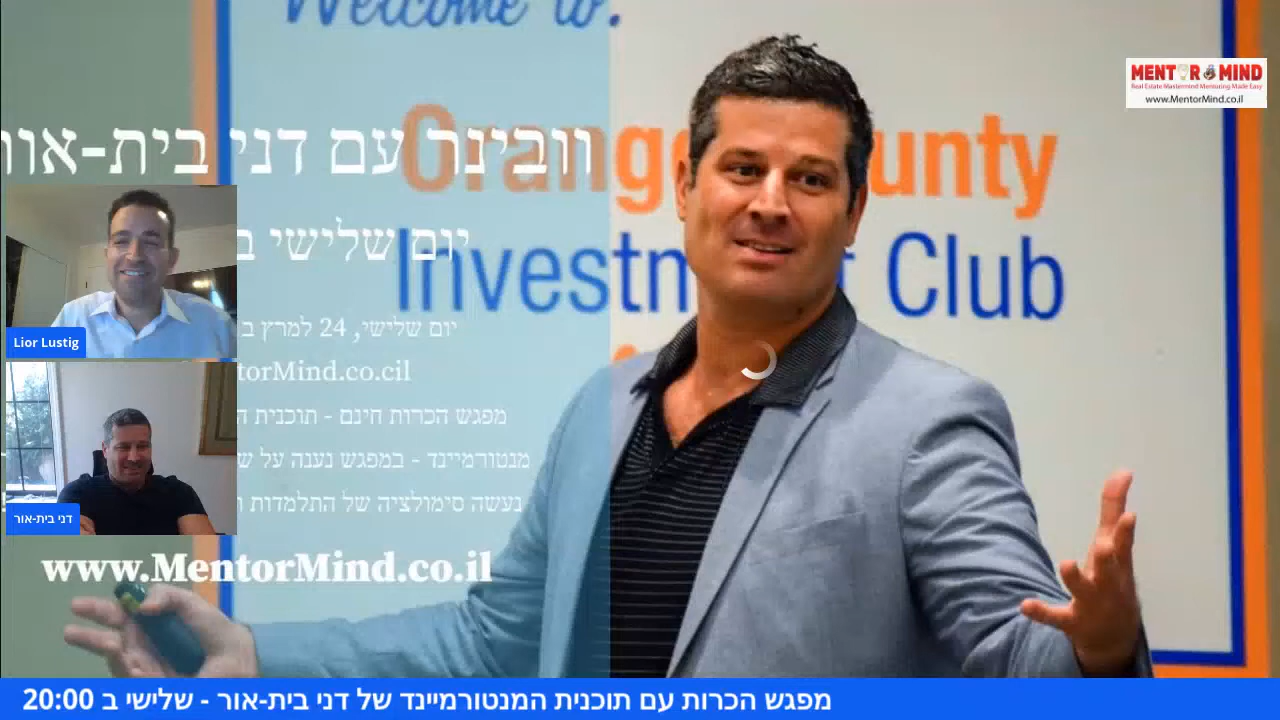 Welcome to:
Orang unty
Invest t Club
MENTOR MIND
Real Estate Mastermind Mentoring Made Easy
www.MentorMind.co.il
וובינר עם דני בית-אור
יום שלישי ב
יום שלישי, 24 למרץ ב
torMind.co.cil
מפגש הכרות חינם - תוכנית ה
מנטורמיינד - במפגש נענה על ש
נעשה סימולציה של התלמדות ו
www.MentorMind.co.il
Lior Lustig
דני בית-אור
מפגש הכרות עם תוכנית המנטורמיינד של דני בית-אור - שלישי ב 20:00